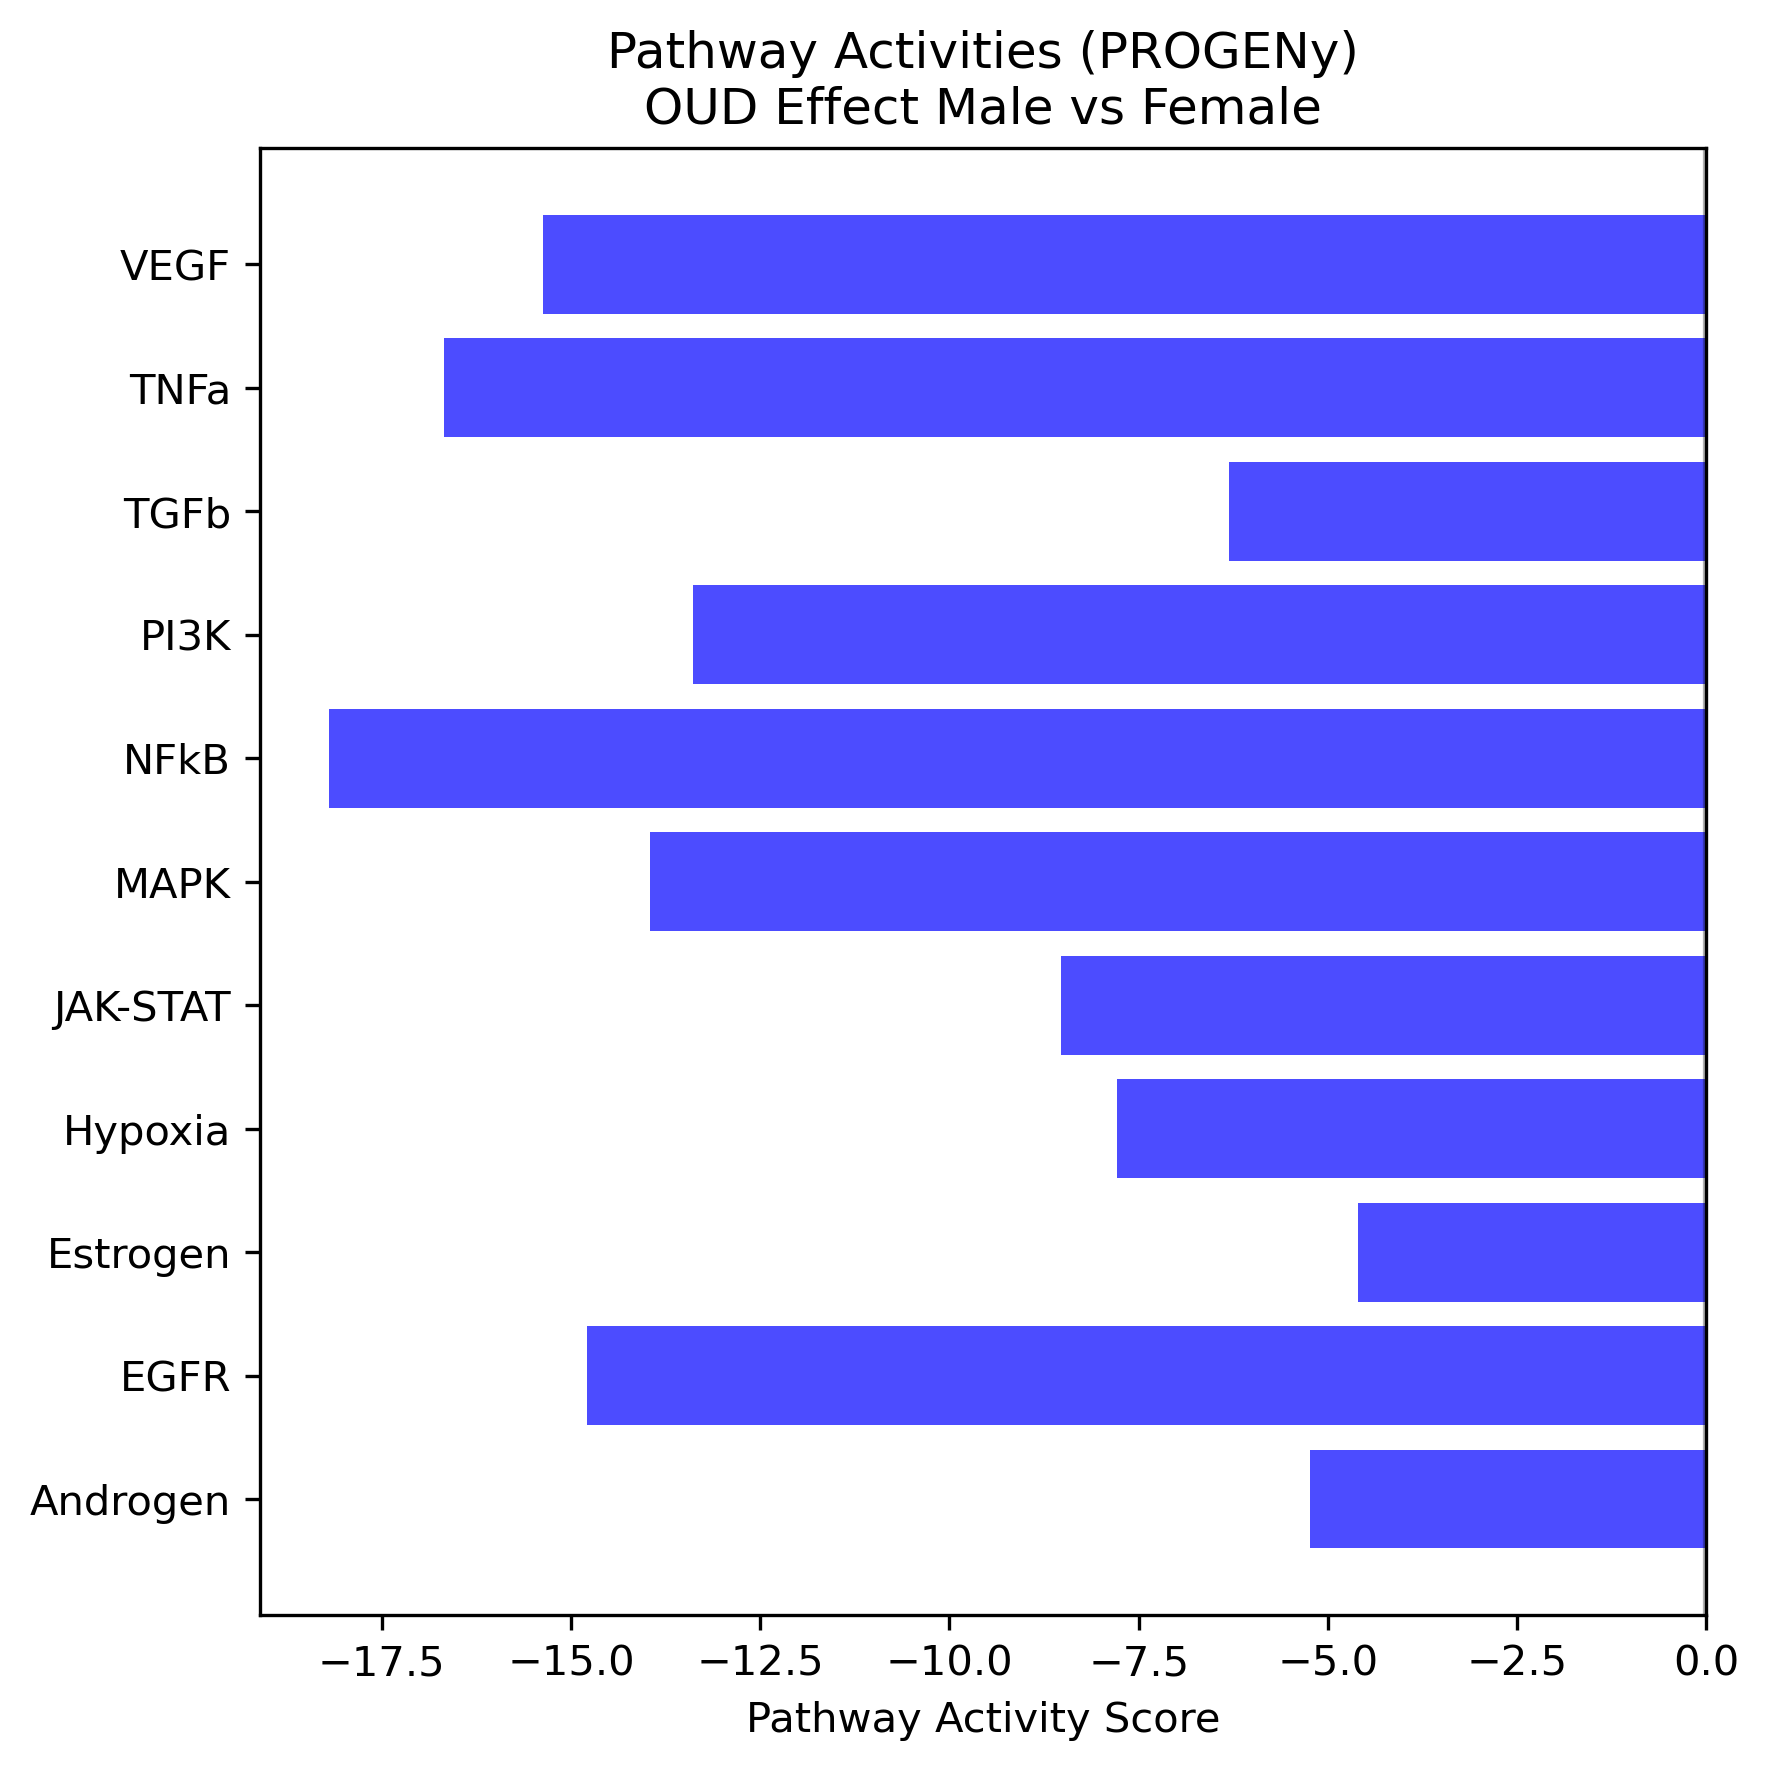 Pathway Activities (PROGENy)
OUD Effect Male vs Female
VEGF
TNFa
TGFb
PI3K
NFkB
MAPK
JAK-STAT
Hypoxia
Estrogen
EGFR
Androgen
−17.5 −15.0 −12.5 −10.0 −7.5 −5.0 −2.5 0.0
Pathway Activity Score